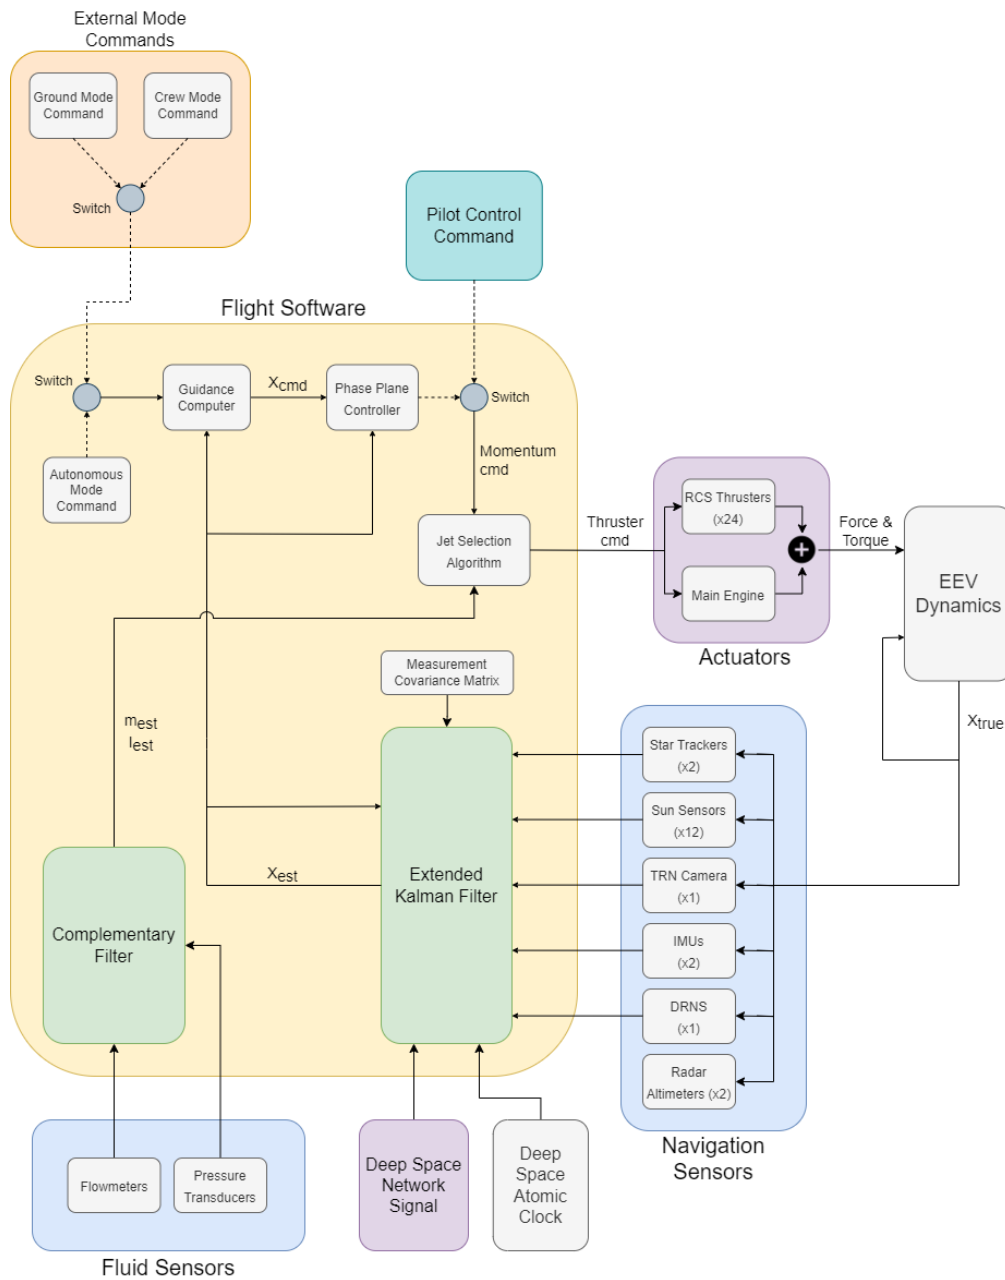 External Mode
Commands
Ground Mode
Command
Crew Mode
Command
Switch
Pilot Control
Command
Flight Software
Switch
Guidance
Computer
Xcmd
Phase Plane
Controller
Switch
Autonomous
Mode
Command
Momentum
cmd
Jet Selection
Algorithm
Thruster
cmd
RCS Thrusters
(x24)
Main Engine
Actuators
Force &
Torque
EEV
Dynamics
Xtrue
Measurement
Covariance Matrix
mest
Iest
Xest
Complementary
Filter
Extended
Kalman Filter
Star Trackers
(x2)
Sun Sensors
(x12)
TRN Camera
(x1)
IMUs
(x2)
DRNS
(x1)
Radar
Altimeters (x2)
Navigation
Sensors
Flowmeters
Pressure
Transducers
Fluid Sensors
Deep Space
Network
Signal
Deep
Space
Atomic
Clock